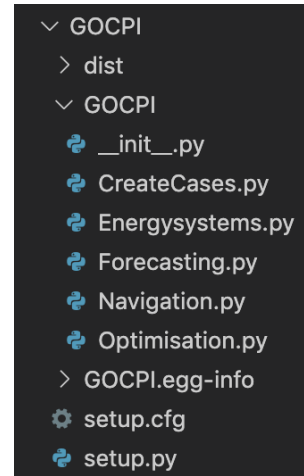 GOCPI
dist
GOCPI
__init__.py
CreateCases.py
Energysystems.py
Forecasting.py
Navigation.py
Optimisation.py
GOCPI.egg-info
setup.cfg
setup.py